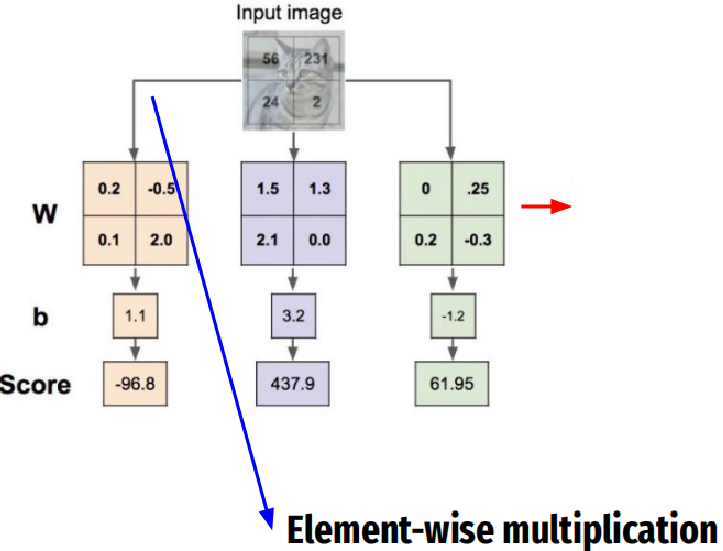 Input image
56 231
24 2
W
0.2 -0.5
0.1 2.0
1.5 1.3
2.1 0.0
0 .25
0.2 -0.3
b
1.1 3.2 -1.2
Score
-96.8 437.9 61.95
Element-wise multiplication